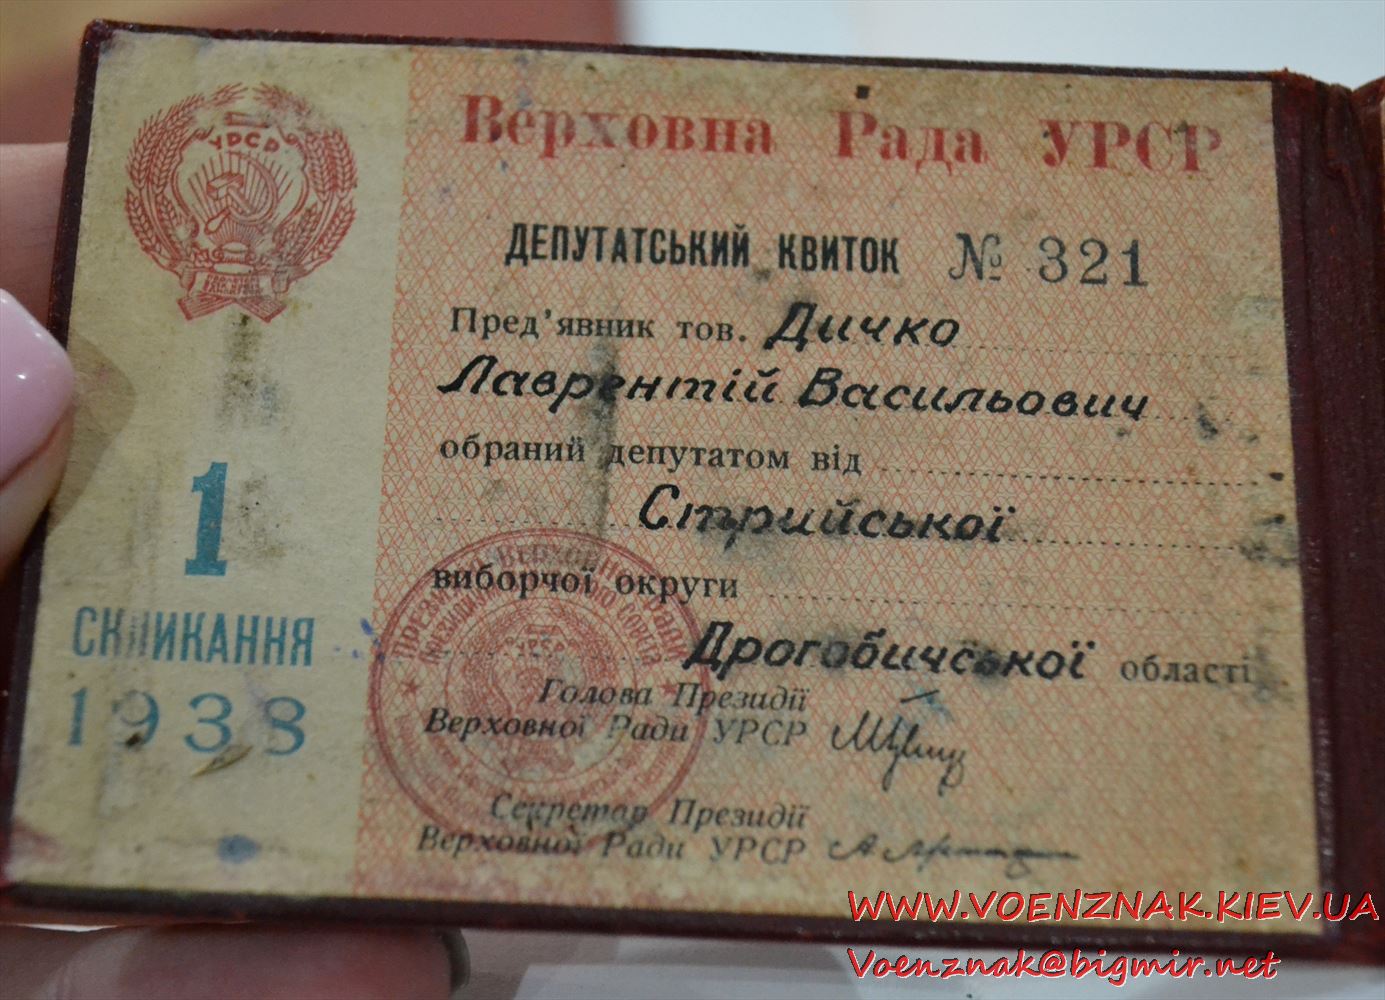 УРСР
Верховна Рада УРСР
ДЕПУТАТСЬКИЙ КВИТОК № 321
Пред'явник тов. Дичко
Лаврентій Васильович
обраний депутатом від
Стрийської
виборчої округи
Дрогобичської області
Голова Президії
Верховної Ради УРСР
Секретар Президії
Верховної Ради УРСР
1
СКЛИКАННЯ
1938
WWW.VOENZNAK.KIEV.UA
Voenznak@bigmir.net